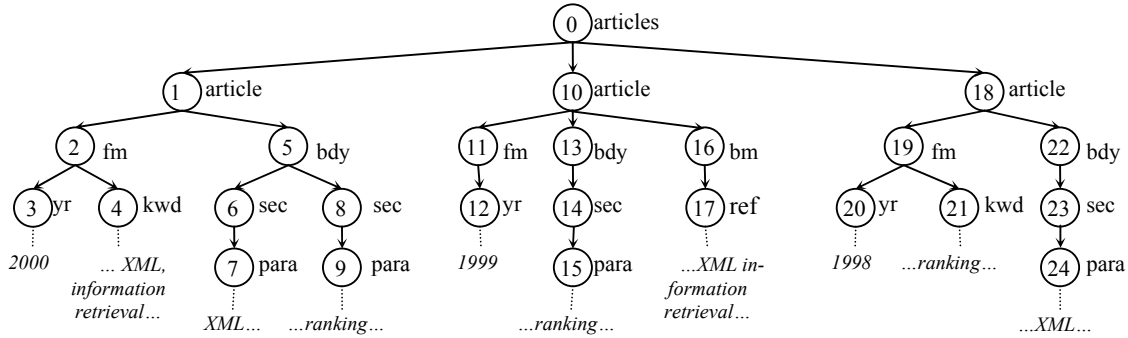 0 articles
1 article
10 article
18 article
2 fm
5 bdy
11 fm
13 bdy
16 bm
19 fm
22 bdy
3 yr
4 kwd
6 sec
8 sec
12 yr
14 sec
17 ref
20 yr
21 kwd
23 sec
2000
... XML,
information
retrieval...
7 para
9 para
1999
15 para
...XML in-
formation
retrieval...
1998
...ranking...
24 para
XML...
...ranking...
...ranking...
...XML...